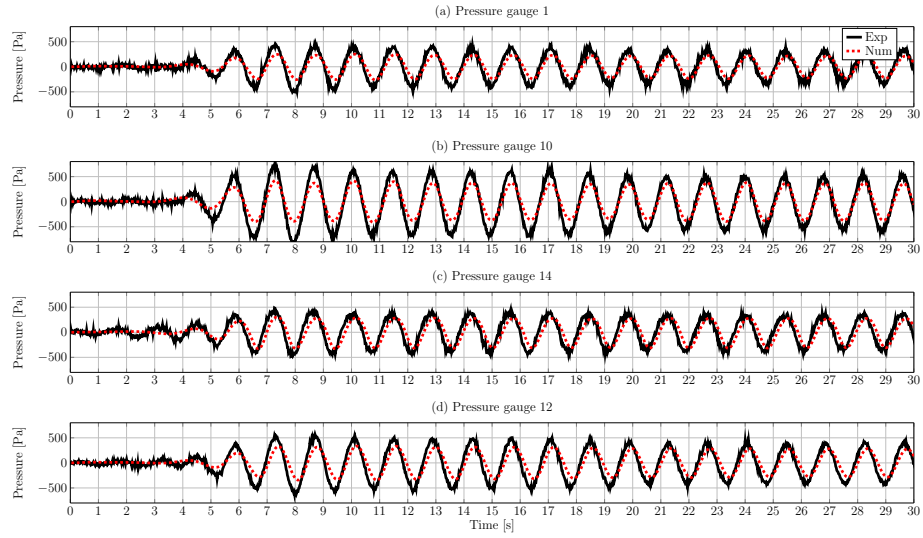 (a) Pressure gauge 1
Pressure [Pa]
500
0
−500
Exp
Num
0 1 2 3 4 5 6 7 8 9 10 11 12 13 14 15 16 17 18 19 20 21 22 23 24 25 26 27 28 29 30
(b) Pressure gauge 10
Pressure [Pa]
500
0
−500
0 1 2 3 4 5 6 7 8 9 10 11 12 13 14 15 16 17 18 19 20 21 22 23 24 25 26 27 28 29 30
(c) Pressure gauge 14
Pressure [Pa]
500
0
−500
0 1 2 3 4 5 6 7 8 9 10 11 12 13 14 15 16 17 18 19 20 21 22 23 24 25 26 27 28 29 30
(d) Pressure gauge 12
Pressure [Pa]
500
0
−500
0 1 2 3 4 5 6 7 8 9 10 11 12 13 14 15 16 17 18 19 20 21 22 23 24 25 26 27 28 29 30
Time [s]